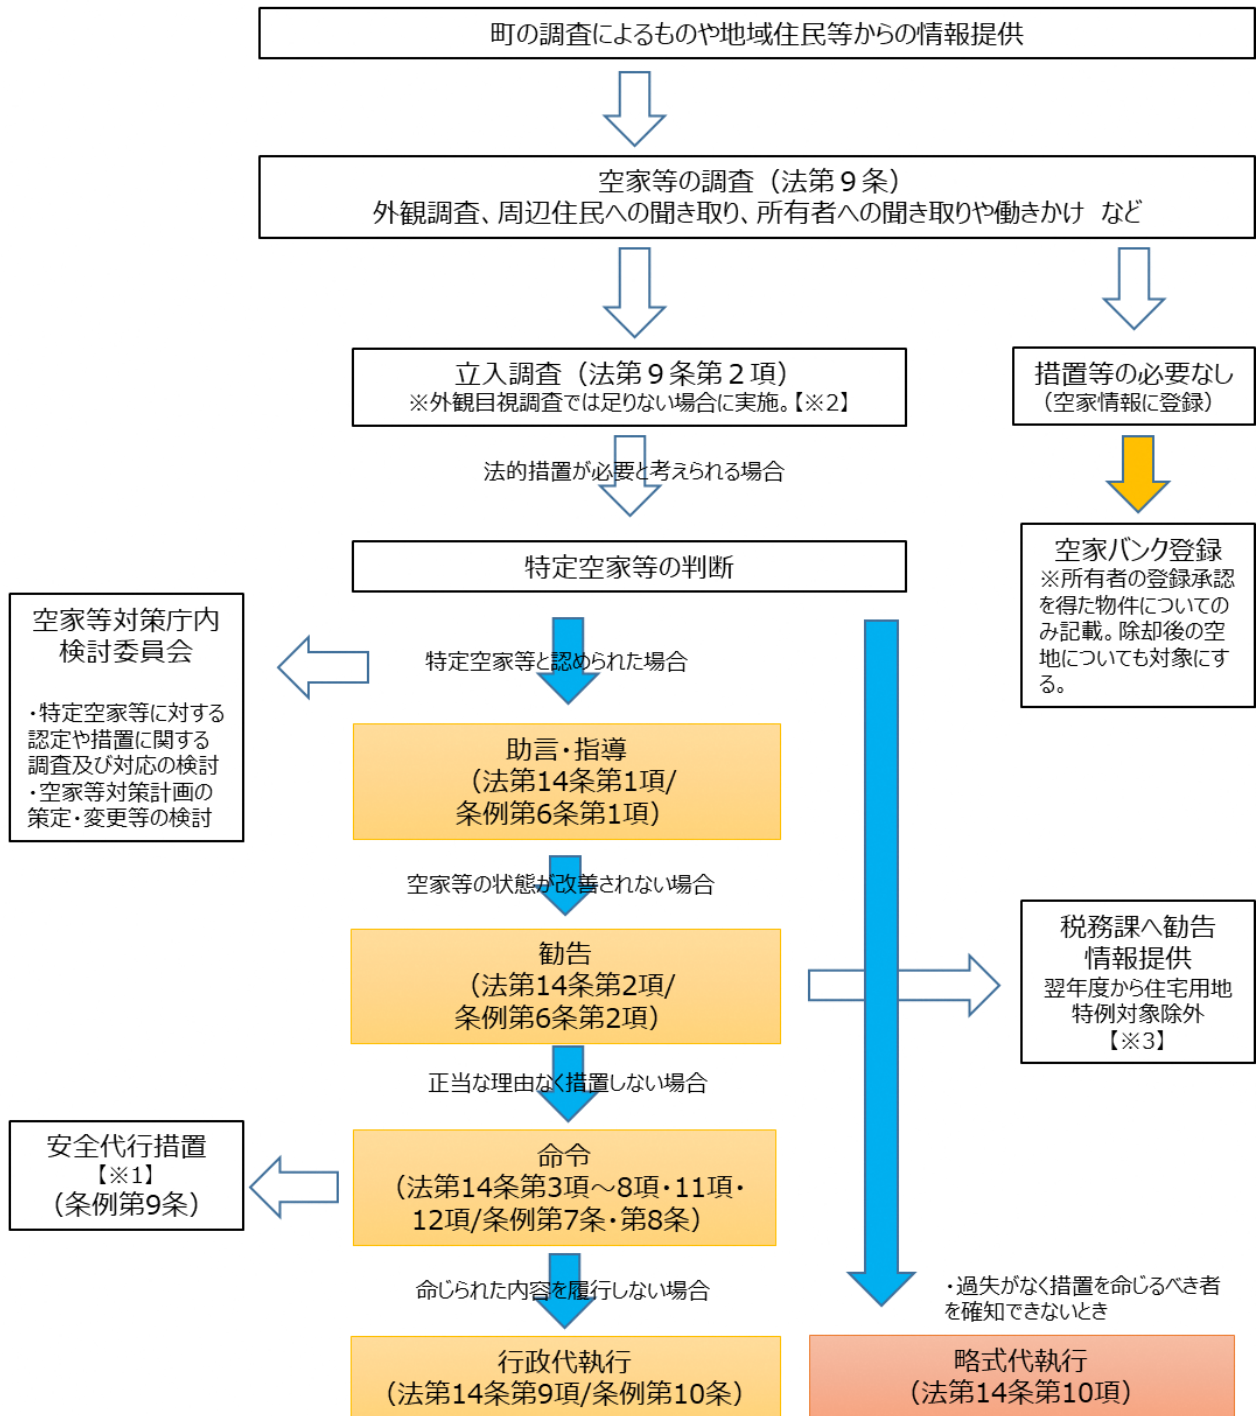 町の調査によるものや地域住民等からの情報提供
空家等の調査（法第９条）
外観調査、周辺住民への聞き取り、所有者への聞き取りや働きかけ など
立入調査（法第９条第２項）
※外観目視調査では足りない場合に実施。【※2】
措置等の必要なし
（空家情報に登録）
法的措置が必要と考えられる場合
特定空家等の判断
空家バンク登録
※所有者の登録承認
を得た物件についての
み記載。除却後の空
地についても対象にす
る。
空家等対策庁内
検討委員会
・特定空家等に対する
認定や措置に関する
調査及び対応の検討
・空家等対策計画の
策定・変更等の検討
特定空家等と認められた場合
助言・指導
（法第14条第1項/
条例第6条第1項）
空家等の状態が改善されない場合
勧告
（法第14条第2項/
条例第6条第2項）
税務課へ勧告
情報提供
翌年度から住宅用地
特例対象除外
【※3】
正当な理由なく措置しない場合
安全代行措置
【※1】
（条例第9条）
命令
（法第14条第3項～8項・11項・
12項/条例第7条・第8条）
命じられた内容を履行しない場合
・過失がなく措置を命じるべき者
を確知できないとき
行政代執行
（法第14条第9項/条例第10条）
略式代執行
（法第14条第10項）